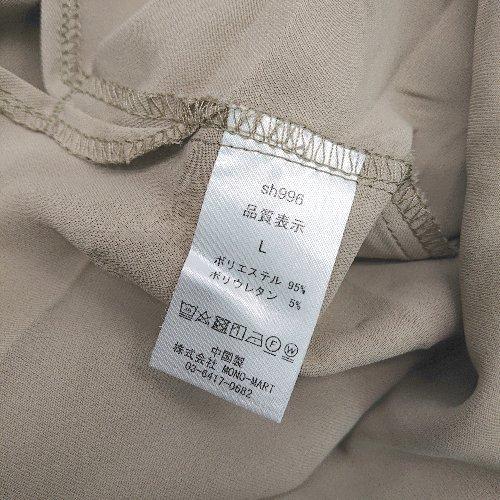 sh996
品質表示
L
ポリエステル 95%
ポリウレタン 5%
中国製
株式会社 MONO-MART
03-6417-0682